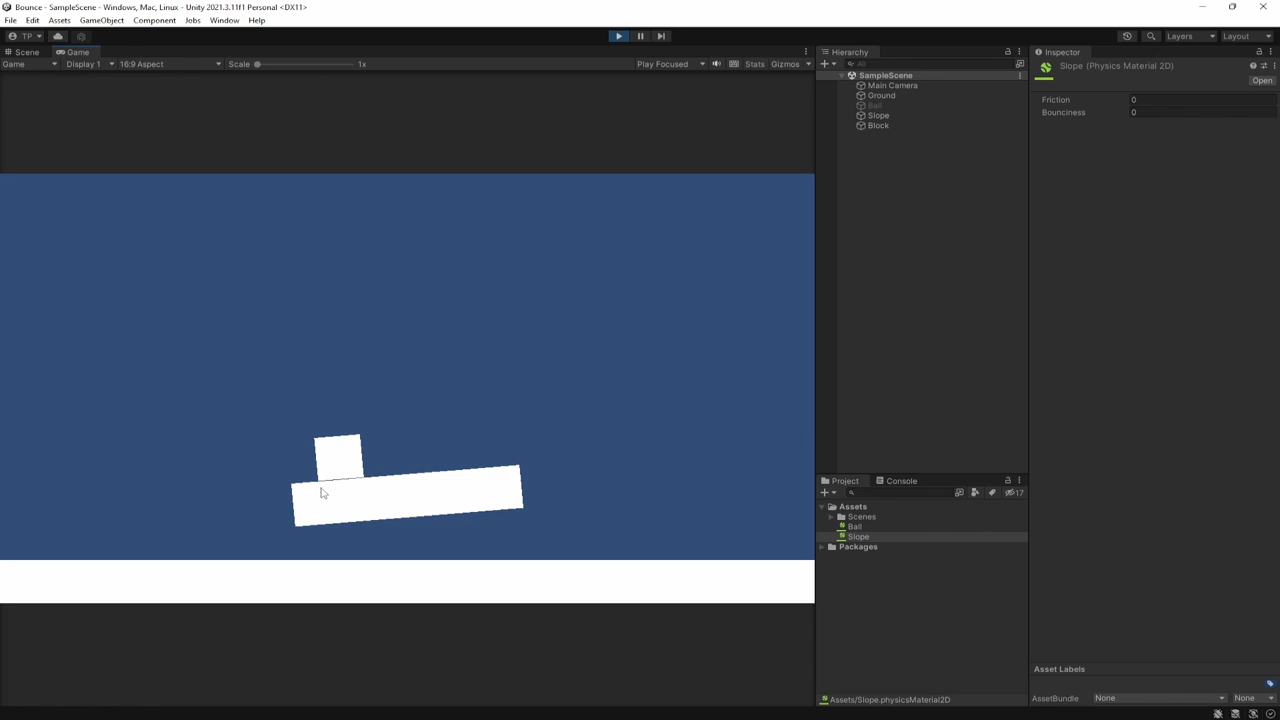 Bounce - SampleScene - Windows, Mac, Linux - Unity 2021.3.11f1 Personal <DX11>
File Edit Assets GameObject Component Jobs Window Help
TP
Layers Layout
Scene Game
Game Display 1 16:9 Aspect Scale 1x Play Focused Stats Gizmos
Hierarchy
All
SampleScene
Main Camera
Ground
Ball
Slope
Block
Inspector
Slope (Physics Material 2D)
Open
Friction 0
Bounciness 0
Project Console
17
Assets
Scenes
Ball
Slope
Packages
Assets/Slope.physicsMaterial2D
Asset Labels
AssetBundle None None